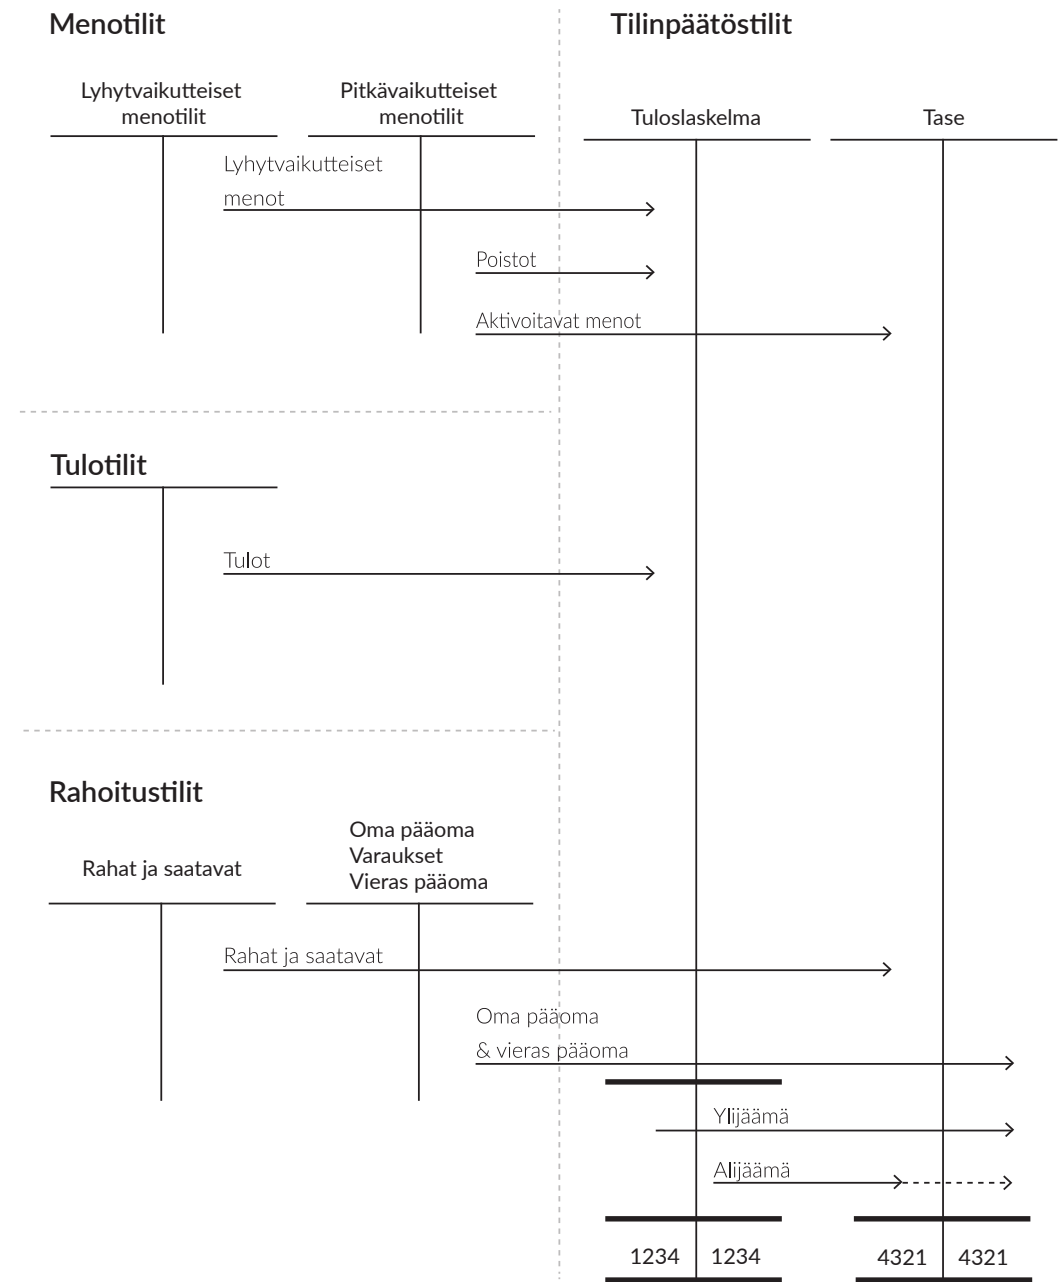 Menotilit
Tilinpäätöstilit
Lyhytvaikutteiset
menotilit
Pitkävaikutteiset
menotilit
Tuloslaskelma
Tase
Lyhytvaikutteiset
menot
Poistot
Aktivoitavat menot
Tulotilit
Tulot
Rahoitustilit
Rahat ja saatavat
Oma pääoma
Varaukset
Vieras pääoma
Rahat ja saatavat
Oma pääoma
& vieras pääoma
Ylijäämä
Alijäämä
1234 1234 4321 4321